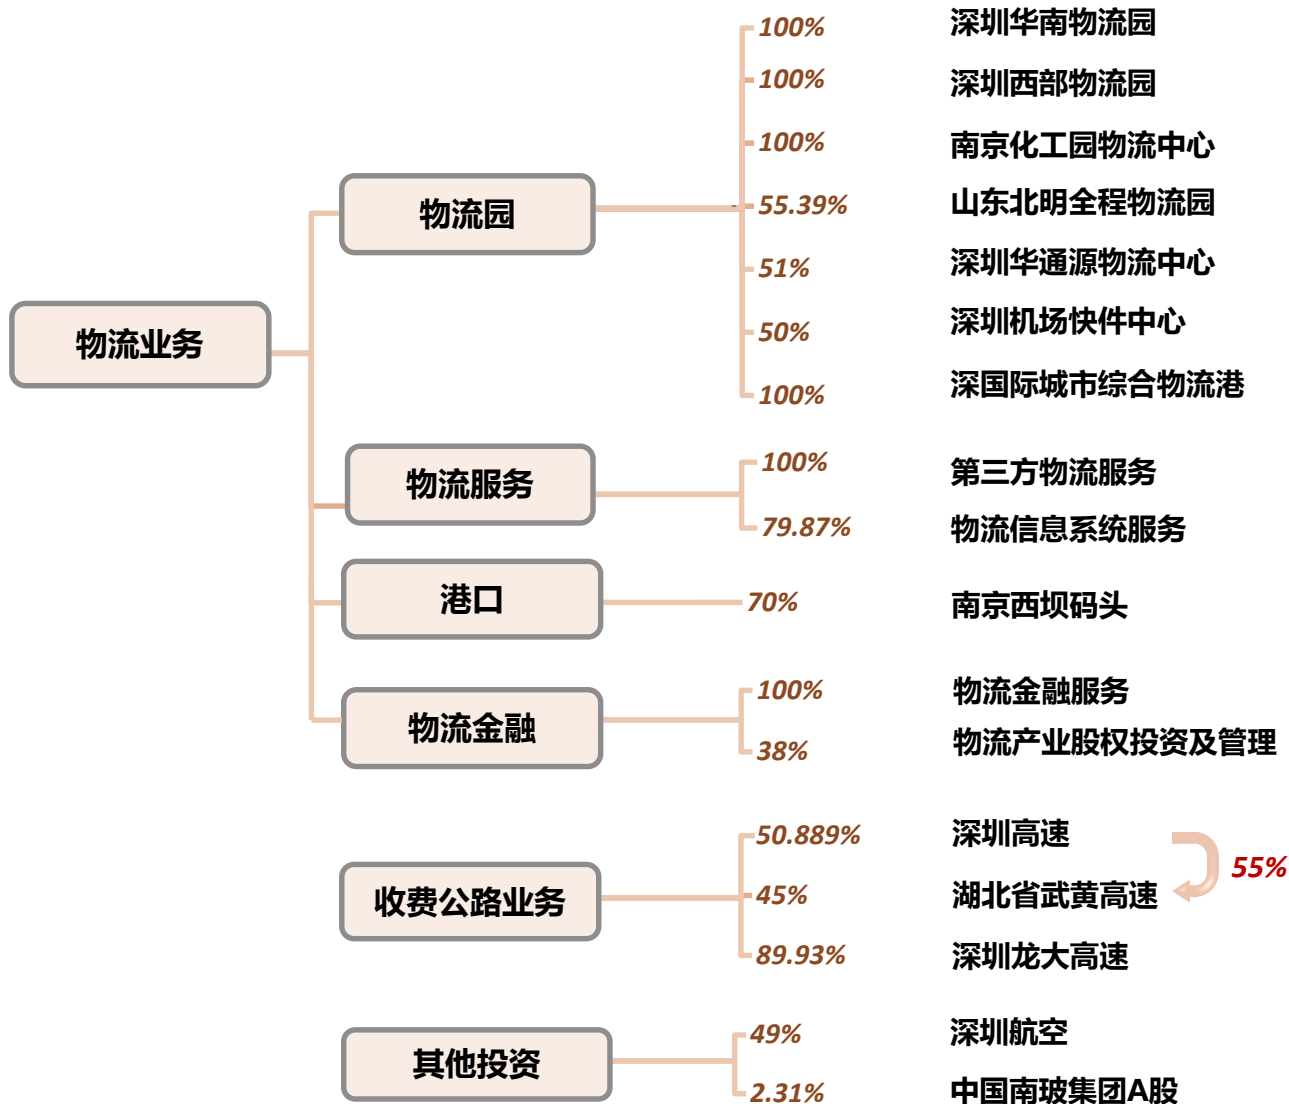 物流业务
物流园
100% 深圳华南物流园
100% 深圳西部物流园
100% 南京化工园物流中心
55.39% 山东北明全程物流园
51% 深圳华通源物流中心
50% 深圳机场快件中心
100% 深国际城市综合物流港
物流服务
100% 第三方物流服务
79.87% 物流信息系统服务
港口
70% 南京西坝码头
物流金融
100% 物流金融服务
38% 物流产业股权投资及管理
收费公路业务
50.889% 深圳高速
55%
45% 湖北省武黄高速
89.93% 深圳龙大高速
其他投资
49% 深圳航空
2.31% 中国南玻集团A股